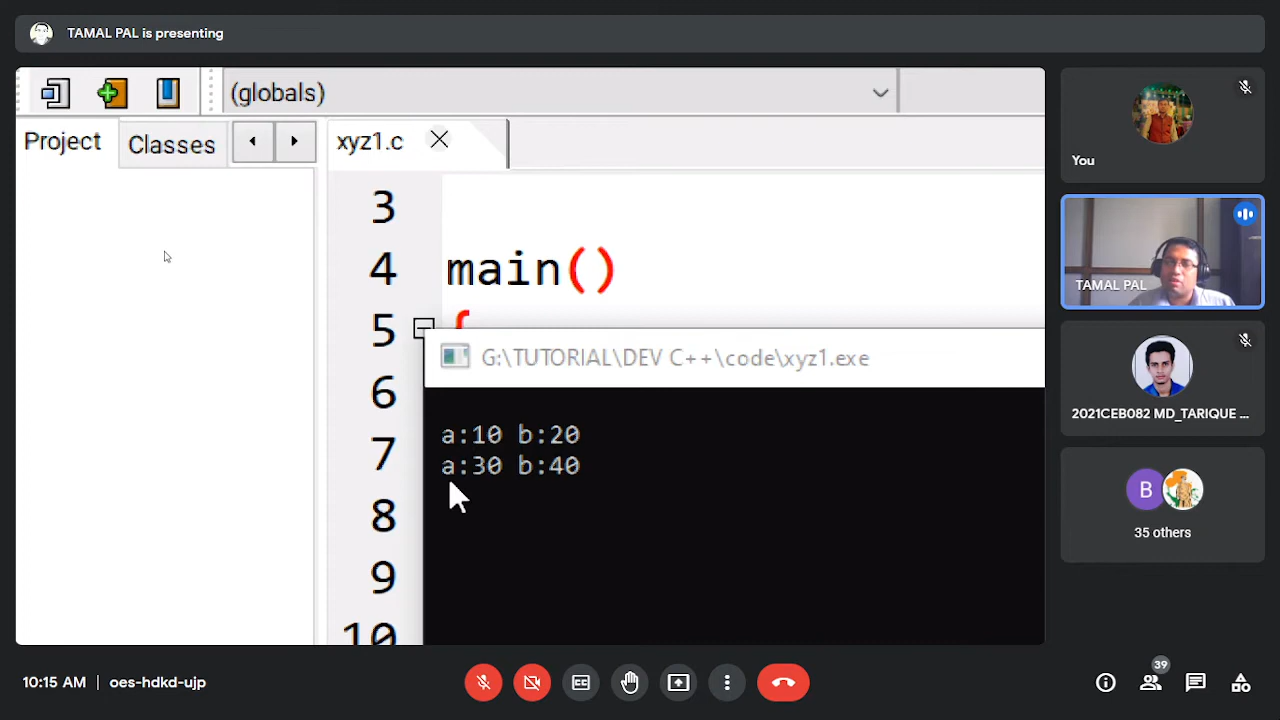 TAMAL PAL is presenting
(globals)
Project Classes xyz1.c
3
4 main()
5 {
G:\TUTORIAL\DEV C++\code\xyz1.exe
6
a:10 b:20
7 a:30 b:40
8
9
10
You
TAMAL PAL
2021CEB082 MD_TARIQUE ...
B
35 others
10:15 AM | oes-hdkd-ujp
CC
39